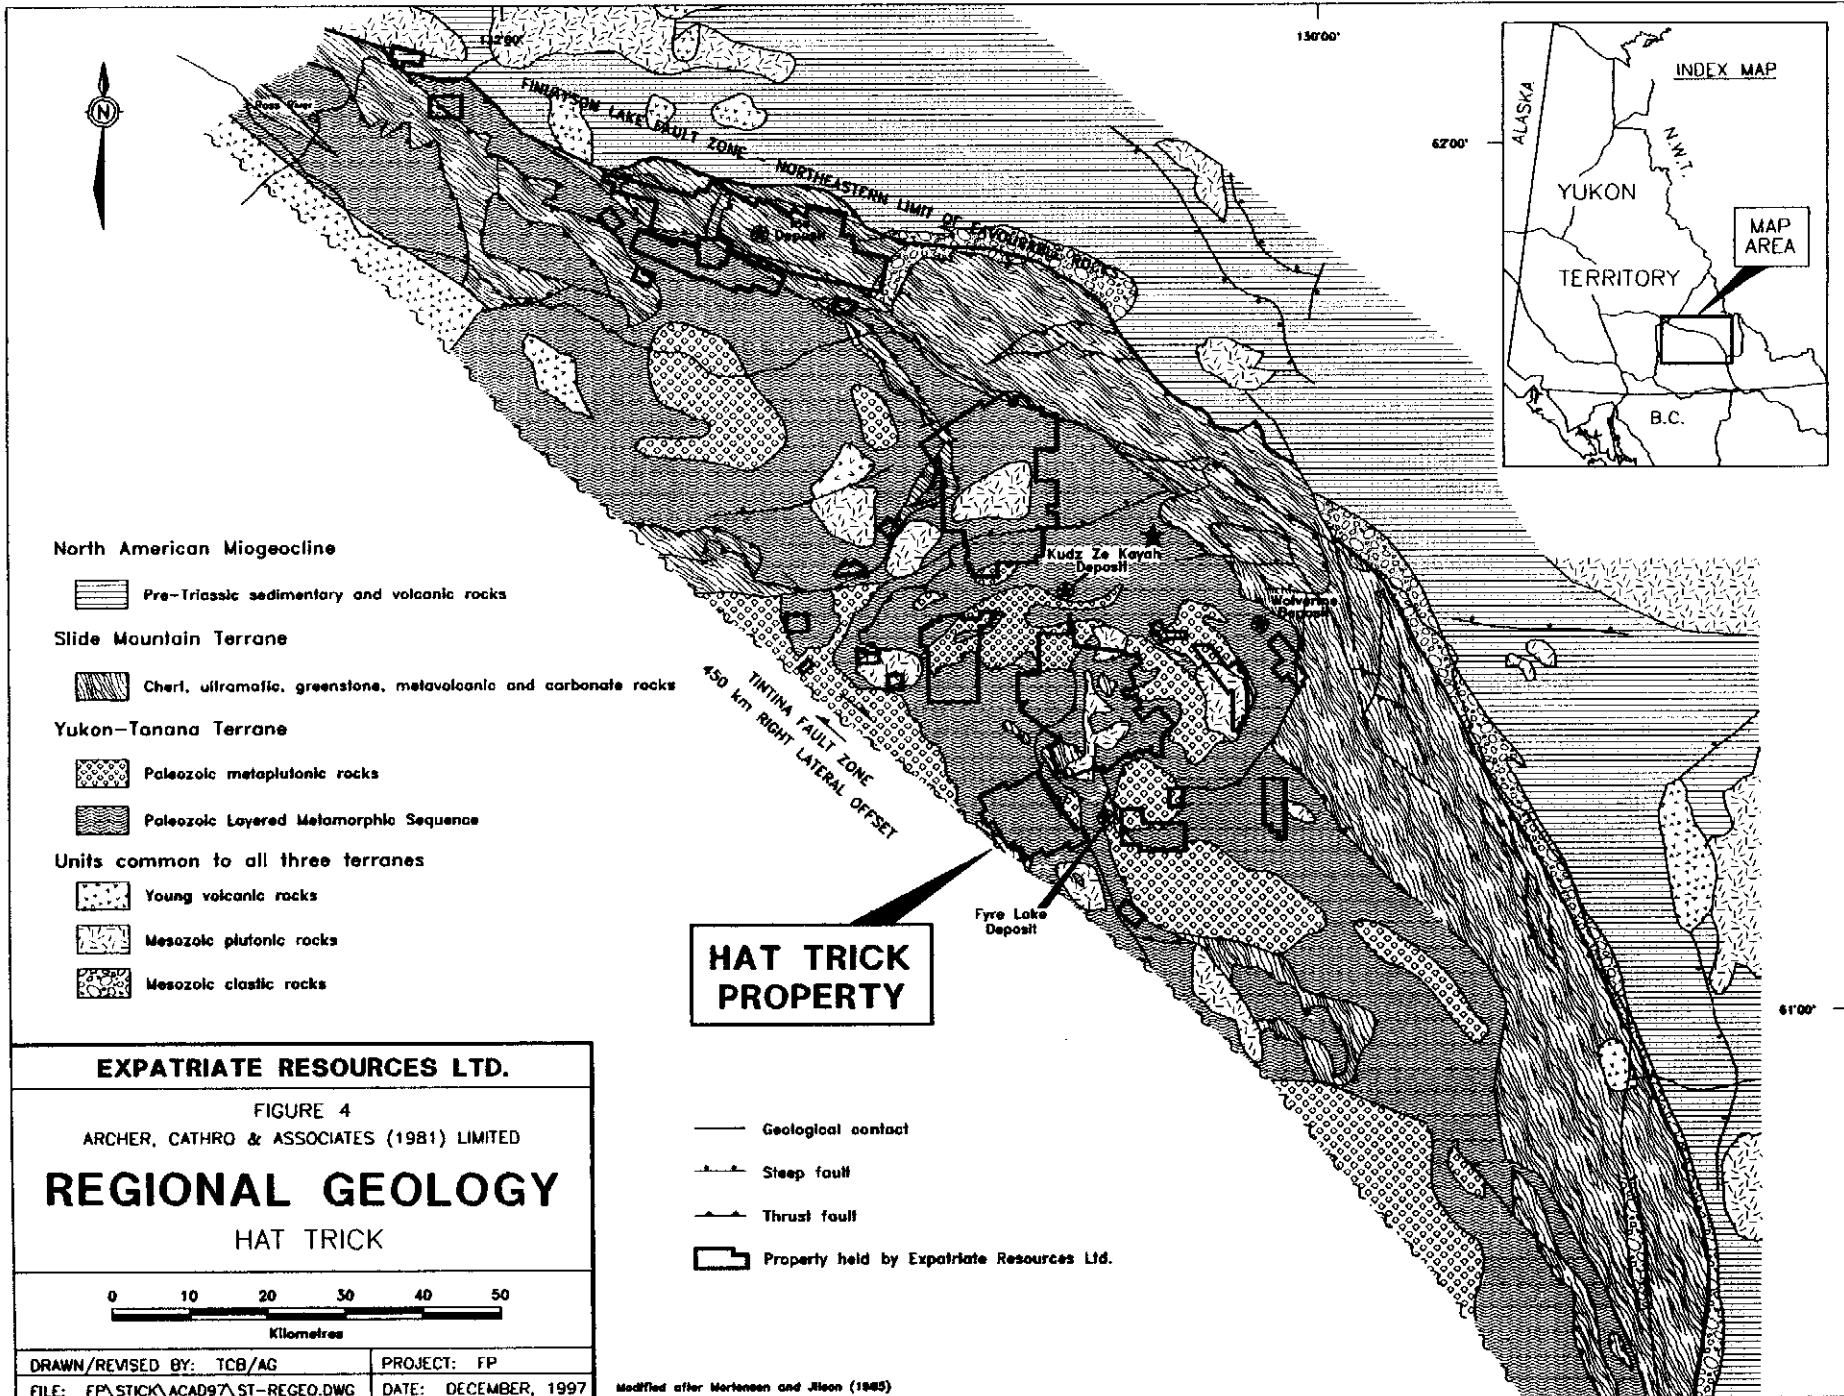 132°00'
130°00'
62°00'
61°00'
N
Ross River
FINLAYSON LAKE FAULT ZONE - NORTHEASTERN LIMIT OF FAVOURABLE ROCKS
Deposit
INDEX MAP
ALASKA
N.W.T.
YUKON
TERRITORY
MAP
AREA
B.C.
Kudz Ze Kayah
Deposit
Wolverine
Deposit
TINTINA FAULT ZONE
450 km RIGHT LATERAL OFFSET
Fyre Lake
Deposit
HAT TRICK
PROPERTY
North American Miogeocline
Pre-Triassic sedimentary and volcanic rocks
Slide Mountain Terrane
Chert, ultramafic, greenstone, metavolcanic and carbonate rocks
Yukon-Tanana Terrane
Paleozoic metaplutonic rocks
Paleozoic Layered Metamorphic Sequence
Units common to all three terranes
Young volcanic rocks
Mesozoic plutonic rocks
Mesozoic clastic rocks
Geological contact
Steep fault
Thrust fault
Property held by Expatriate Resources Ltd.
EXPATRIATE RESOURCES LTD.
FIGURE 4
ARCHER, CATHRO & ASSOCIATES (1981) LIMITED
REGIONAL GEOLOGY
HAT TRICK
0 10 20 30 40 50
Kilometres
DRAWN/REVISED BY: TCB/AG
PROJECT: FP
FILE: FP\STICK\ACAD97\ST-REGEO.DWG
DATE: DECEMBER, 1997
Modified after Mortensen and Jilson (1985)